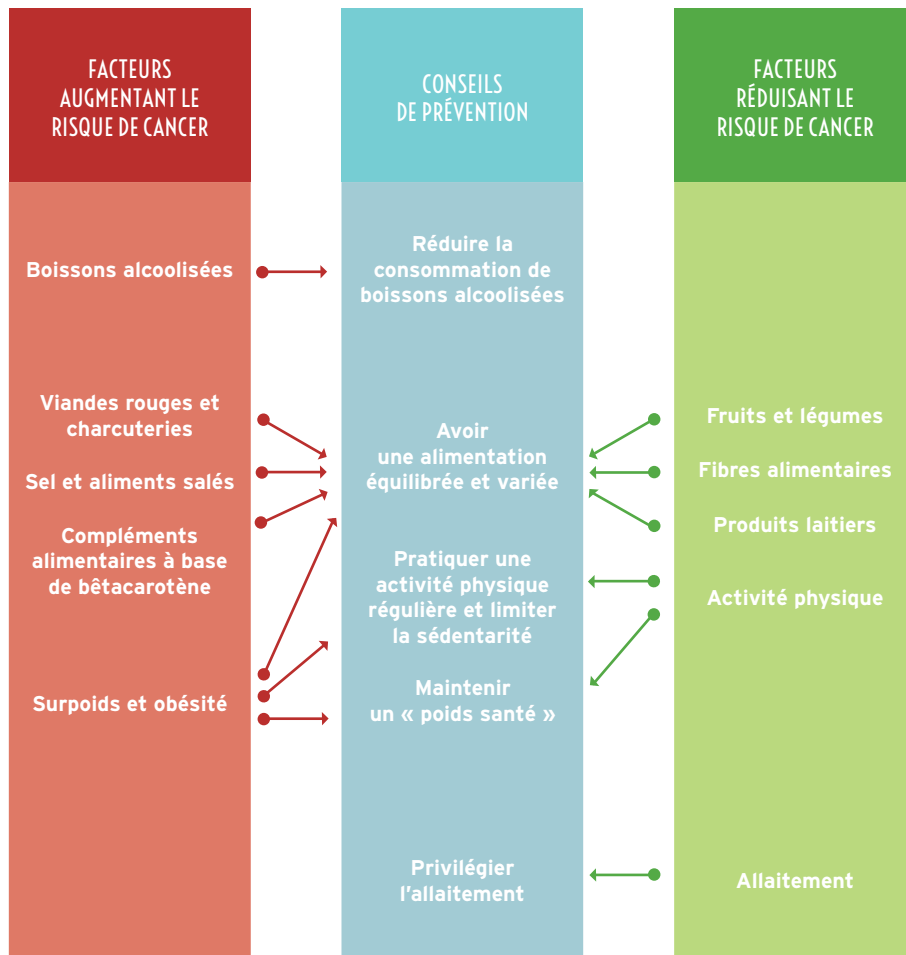 FACTEURS
AUGMENTANT LE
RISQUE DE CANCER
Boissons alcoolisées
Viandes rouges et
charcuteries
Sel et aliments salés
Compléments
alimentaires à base
de bêtacarotène
Surpoids et obésité
CONSEILS
DE PRÉVENTION
Réduire la
consommation de
boissons alcoolisées
Avoir
une alimentation
équilibrée et variée
Pratiquer une
activité physique
régulière et limiter
la sédentarité
Maintenir
un « poids santé »
Privilégier
l'allaitement
FACTEURS
RÉDUISANT LE
RISQUE DE CANCER
Fruits et légumes
Fibres alimentaires
Produits laitiers
Activité physique
Allaitement